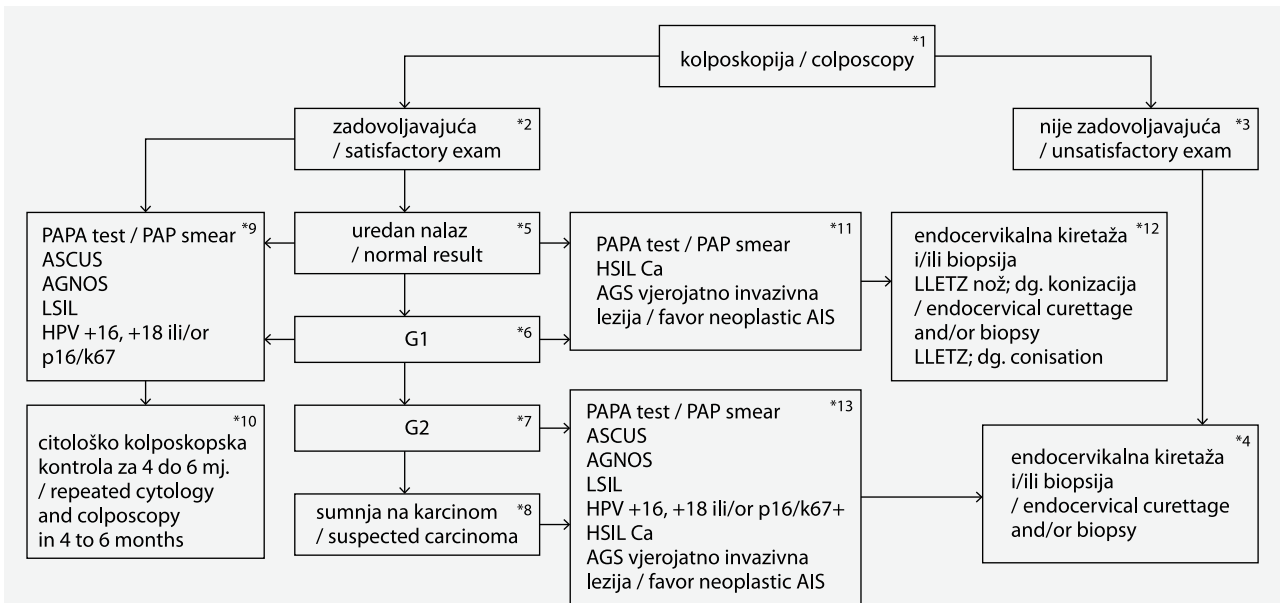 kolposkopija / colposcopy *1
zadovoljavajuća *2
/ satisfactory exam
nije zadovoljavajuća *3
/ unsatisfactory exam
PAPA test / PAP smear *9
ASCUS
AGNOS
LSIL
HPV +16, +18 ili/or
p16/k67
uredan nalaz *5
/ normal result
PAPA test / PAP smear *11
HSIL Ca
AGS vjerojatno invazivna
lezija / favor neoplastic AIS
endocervikalna kiretaža *12
i/ili biopsija
LLETZ nož; dg. konizacija
/ endocervical curettage
and/or biopsy
LLETZ; dg. conisation
G1 *6
citološko kolposkopska *10
kontrola za 4 do 6 mj.
/ repeated cytology
and colposcopy
in 4 to 6 months
G2 *7
sumnja na karcinom *8
/ suspected carcinoma
PAPA test / PAP smear *13
ASCUS
AGNOS
LSIL
HPV +16, +18 ili/or p16/k67+
HSIL Ca
AGS vjerojatno invazivna
lezija / favor neoplastic AIS
endocervikalna kiretaža *4
i/ili biopsija
/ endocervical curettage
and/or biopsy